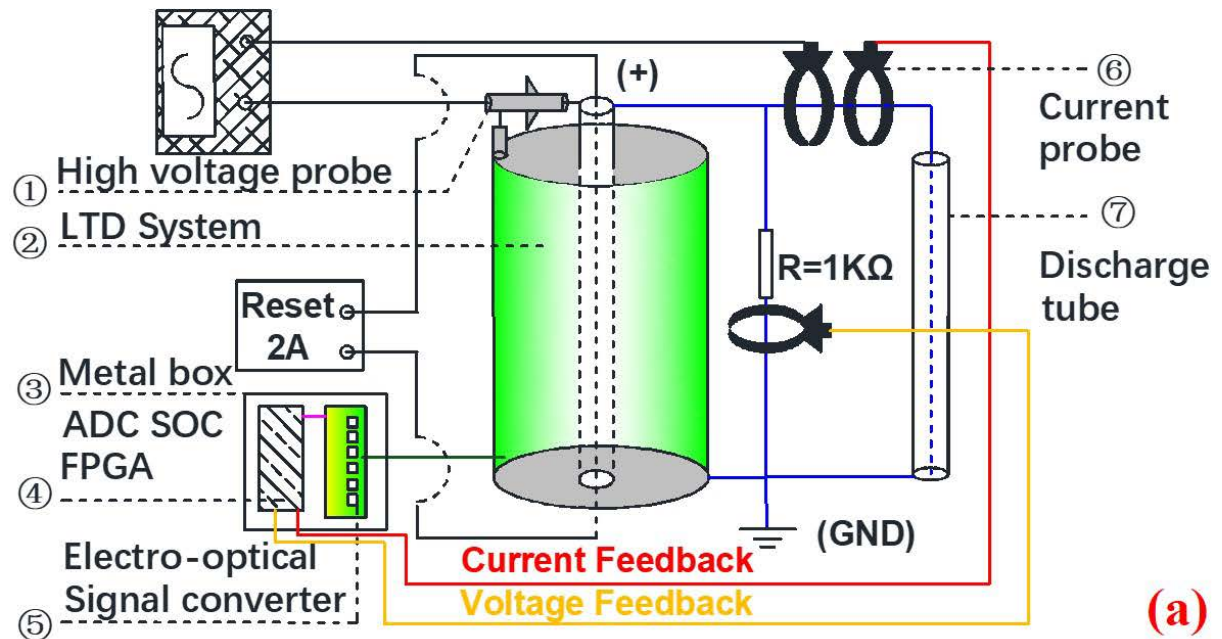 (+)
⑥
Current
probe
① High voltage probe
② LTD System
⑦
Discharge
tube
R=1KΩ
Reset
2A
③ Metal box
ADC SOC
FPGA
④
(GND)
Electro-optical
Signal converter
⑤
Current Feedback
Voltage Feedback
(a)